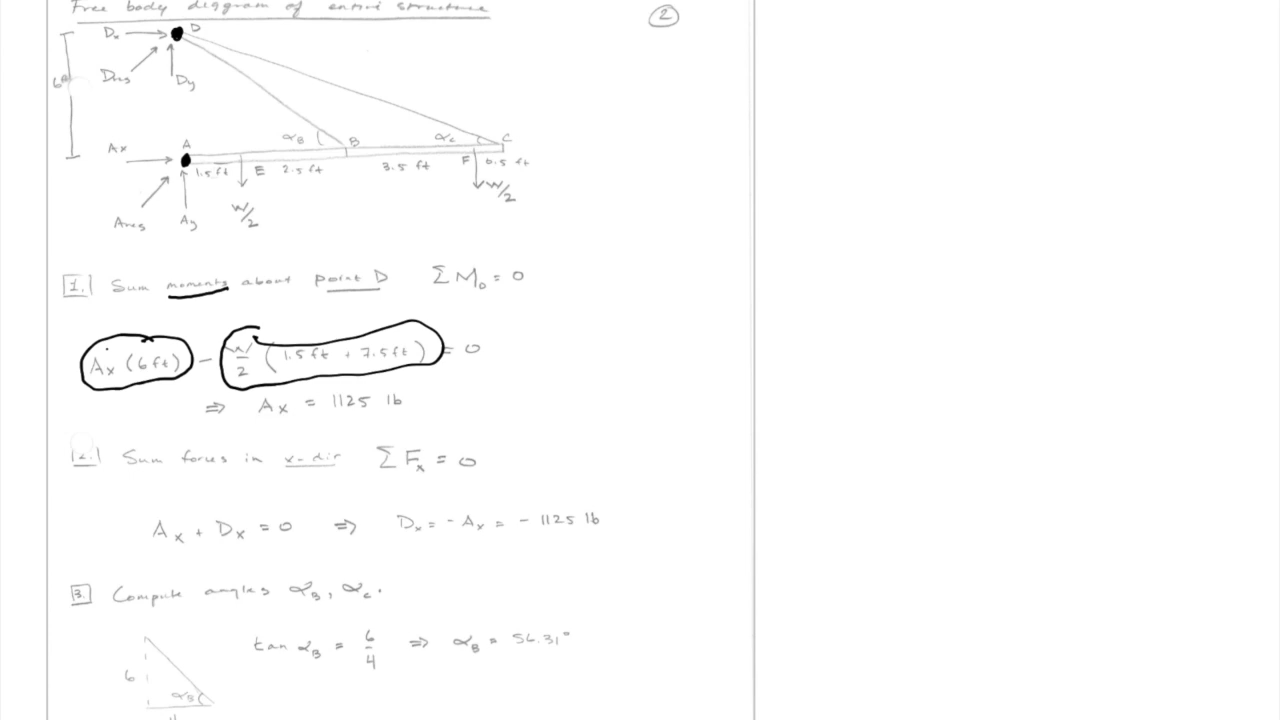 Free body diagram of entire structure
2
Dx D
6ft Dres Dy
Ax A αB B αc C
1.5 ft E 2.5 ft 3.5 ft F 0.5 ft
Ares Ay W/2 W/2
1. Sum moments about point D ΣM_D = 0
Ax (6 ft) - W/2 (1.5 ft + 7.5 ft) = 0
⇒ Ax = 1125 lb
2. Sum forces in x-dir ΣFx = 0
Ax + Dx = 0 ⇒ Dx = - Ax = - 1125 lb
3. Compute angles αB, αc.
tan αB = 6/4 ⇒ αB = 56.31°
6 αB
4